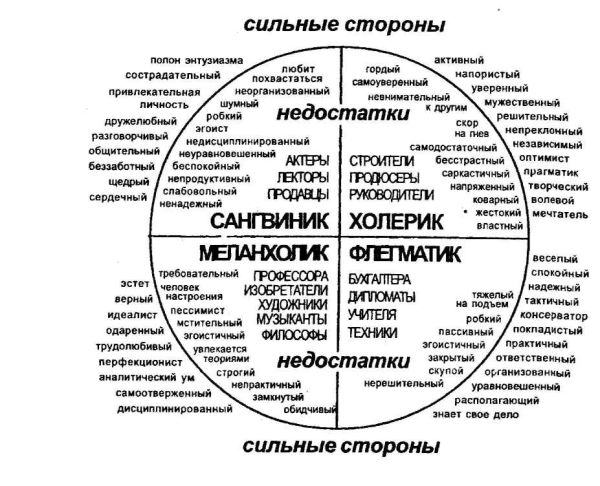 сильные стороны
полон энтузиазма
сострадательный
привлекательная
личность
дружелюбный
разговорчивый
общительный
беззаботный
щедрый
сердечный
любит
похвастаться
неорганизованный
шумный
робкий
эгоист
недисциплинированный
неуравновешенный
беспокойный
непродуктивный
слабовольный
ненадежный
недостатки
АКТЕРЫ
ЛЕКТОРЫ
ПРОДАВЦЫ
САНГВИНИК
гордый
самоуверенный
невнимательный
к другим
скор
на гнев
самодостаточный
бесстрастный
саркастичный
напряженный
коварный
жестокий
властный
СТРОИТЕЛИ
ПРОДЮСЕРЫ
РУКОВОДИТЕЛИ
ХОЛЕРИК
активный
напористый
уверенный
мужественный
решительный
непреклонный
независимый
оптимист
прагматик
творческий
волевой
мечтатель
МЕЛАНХОЛИК
эстет
верный
идеалист
одаренный
трудолюбивый
перфекционист
аналитический ум
самоотверженный
дисциплинированный
требовательный
человек
настроения
пессимист
мстительный
эгоистичный
увлекается
теориями
строгий
непрактичный
замкнутый
обидчивый
ПРОФЕССОРА
ИЗОБРЕТАТЕЛИ
ХУДОЖНИКИ
МУЗЫКАНТЫ
ФИЛОСОФЫ
ФЛЕГМАТИК
БУХГАЛТЕРА
ДИПЛОМАТЫ
УЧИТЕЛЯ
ТЕХНИКИ
тяжелый
на подъем
робкий
пассивный
эгоистичный
закрытый
скупой
нерешительный
недостатки
веселый
спокойный
надежный
тактичный
консерватор
покладистый
практичный
ответственный
организованный
уравновешенный
располагающий
знает свое дело
сильные стороны